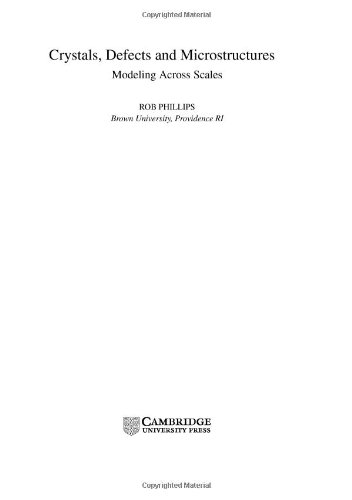 Copyrighted Material
Crystals, Defects and Microstructures
Modeling Across Scales
ROB PHILLIPS
Brown University, Providence RI
CAMBRIDGE
UNIVERSITY PRESS
Copyrighted Material